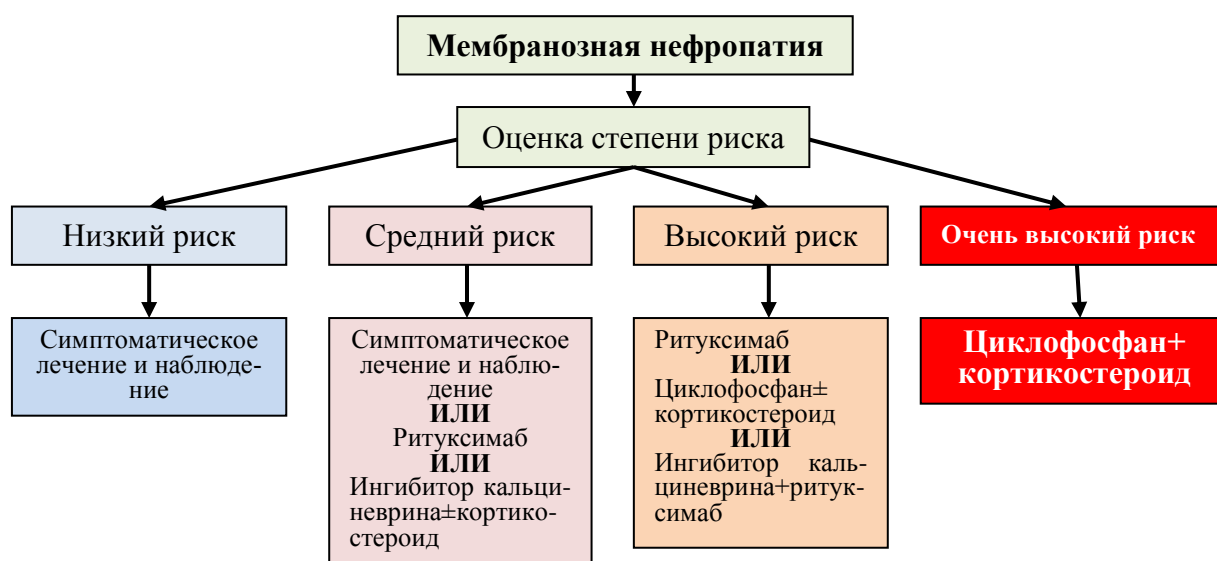 Мембранозная нефропатия
Оценка степени риска
Низкий риск
Средний риск
Высокий риск
Очень высокий риск
Симптоматическое
лечение и наблюде-
ние
Симптоматическое
лечение и наблю-
дение
ИЛИ
Ритуксимаб
ИЛИ
Ингибитор кальци-
неврина±кортико-
стероид
Ритуксимаб
ИЛИ
Циклофосфан±
кортикостероид
ИЛИ
Ингибитор каль-
циневрина+ритук-
симаб
Циклофосфан+
кортикостероид